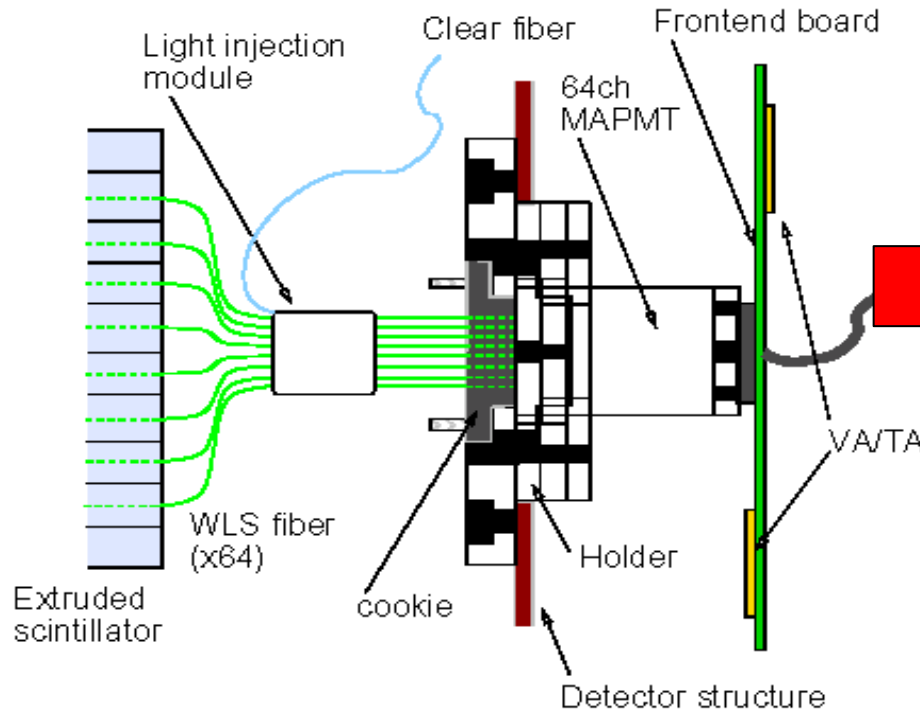 Frontend board
Clear fiber
Light injection
module
64ch
MAPMT
VA/TA
WLS fiber
(x64)
Holder
cookie
Extruded
scintillator
Detector structure